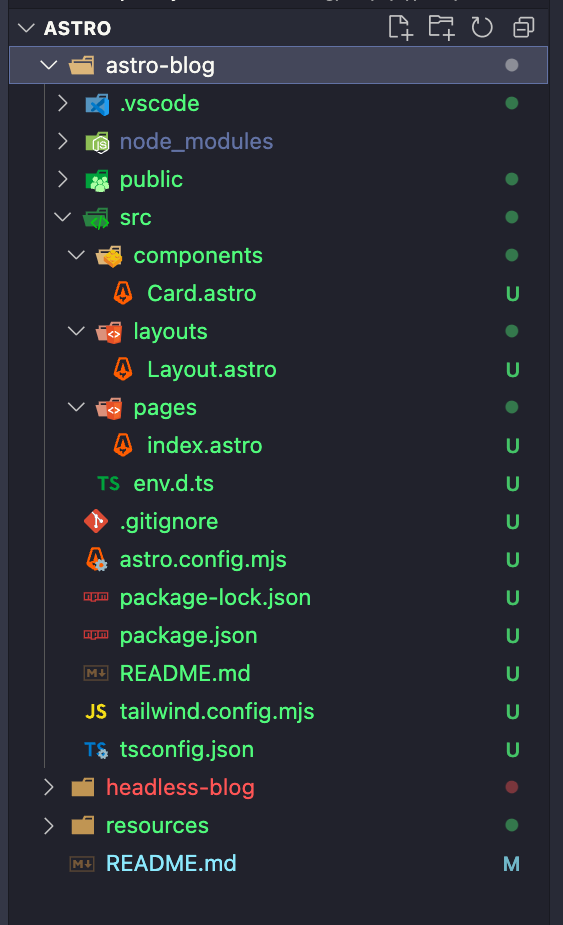 ASTRO
astro-blog
.vscode
node_modules
public
src
components
Card.astro U
layouts
Layout.astro U
pages
index.astro U
TS env.d.ts U
.gitignore U
astro.config.mjs U
package-lock.json U
package.json U
README.md U
JS tailwind.config.mjs U
TS tsconfig.json U
headless-blog
resources
README.md M